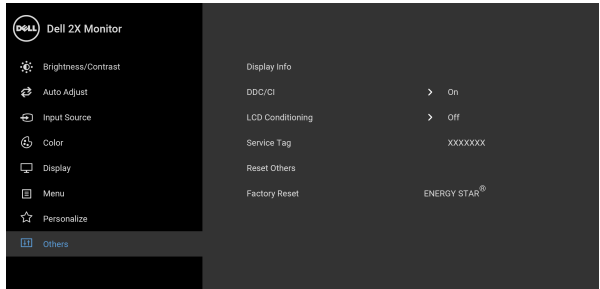 DELL Dell 2X Monitor
Brightness/Contrast
Auto Adjust
Input Source
Color
Display
Menu
Personalize
Others
Display Info
DDC/CI > On
LCD Conditioning > Off
Service Tag XXXXXXX
Reset Others
Factory Reset ENERGY STAR®